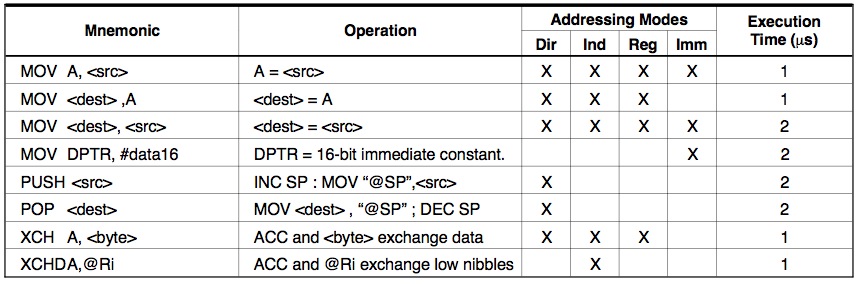 Mnemonic Operation Addressing Modes Execution Time (μs)
Dir Ind Reg Imm
MOV A, <src> A = <src> X X X X 1
MOV <dest> ,A <dest> = A X X X 1
MOV <dest>, <src> <dest> = <src> X X X X 2
MOV DPTR, #data16 DPTR = 16-bit immediate constant. X 2
PUSH <src> INC SP : MOV “@SP”,<src> X 2
POP <dest> MOV <dest> , “@SP” ; DEC SP X 2
XCH A, <byte> ACC and <byte> exchange data X X X 1
XCHDA,@Ri ACC and @Ri exchange low nibbles X 1